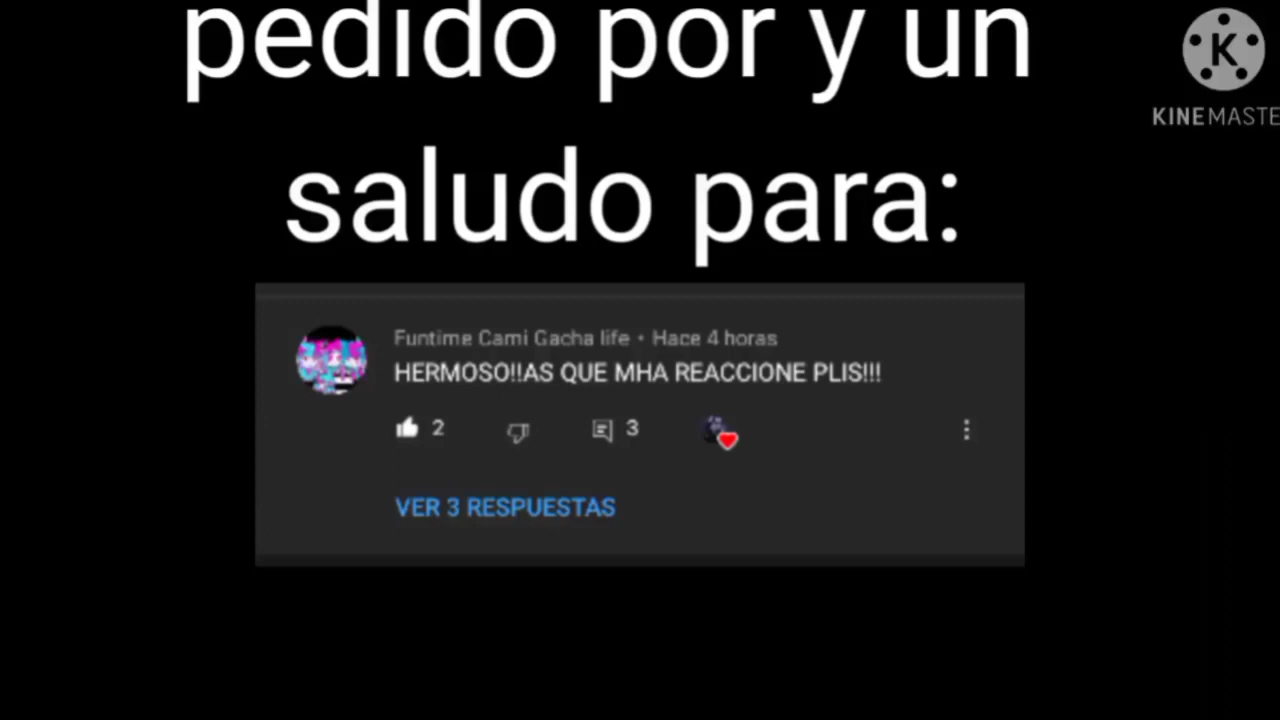 pedido por y un
saludo para:
KINEMASTE
Funtime Cami Gacha life • Hace 4 horas
HERMOSO!!AS QUE MHA REACCIONE PLIS!!!
2
3
VER 3 RESPUESTAS